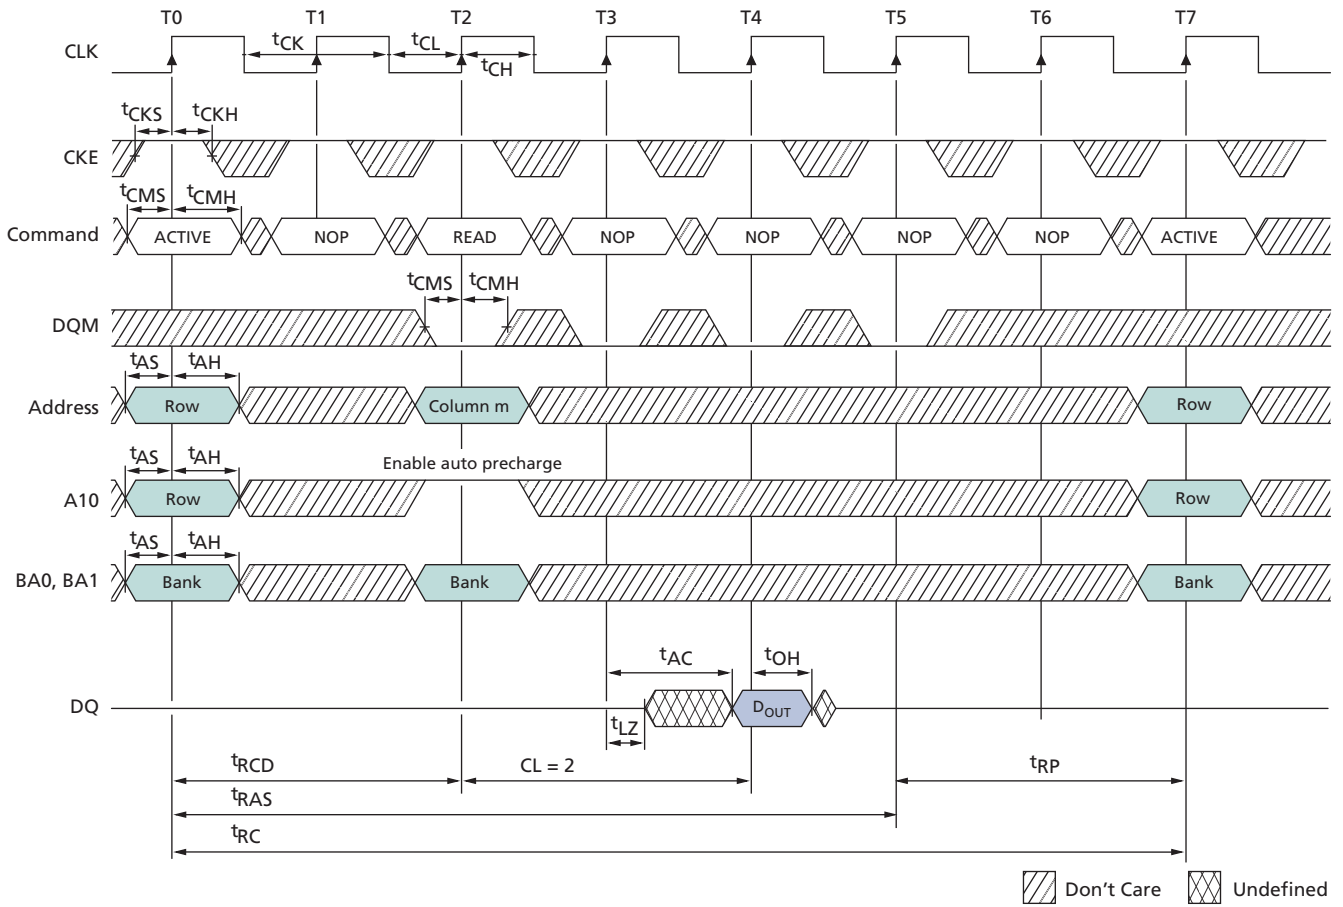 T0 T1 T2 T3 T4 T5 T6 T7
CLK
tCK tCL
tCH
tCKS tCKH
CKE
tCMS tCMH
Command ACTIVE NOP READ NOP NOP NOP NOP ACTIVE
tCMS tCMH
DQM
tAS tAH
Address Row Column m Row
tAS tAH Enable auto precharge
A10 Row Row
tAS tAH
BA0, BA1 Bank Bank Bank
tAC tOH
DQ DOUT
tLZ
tRCD CL = 2 tRP
tRAS
tRC
Don't Care Undefined